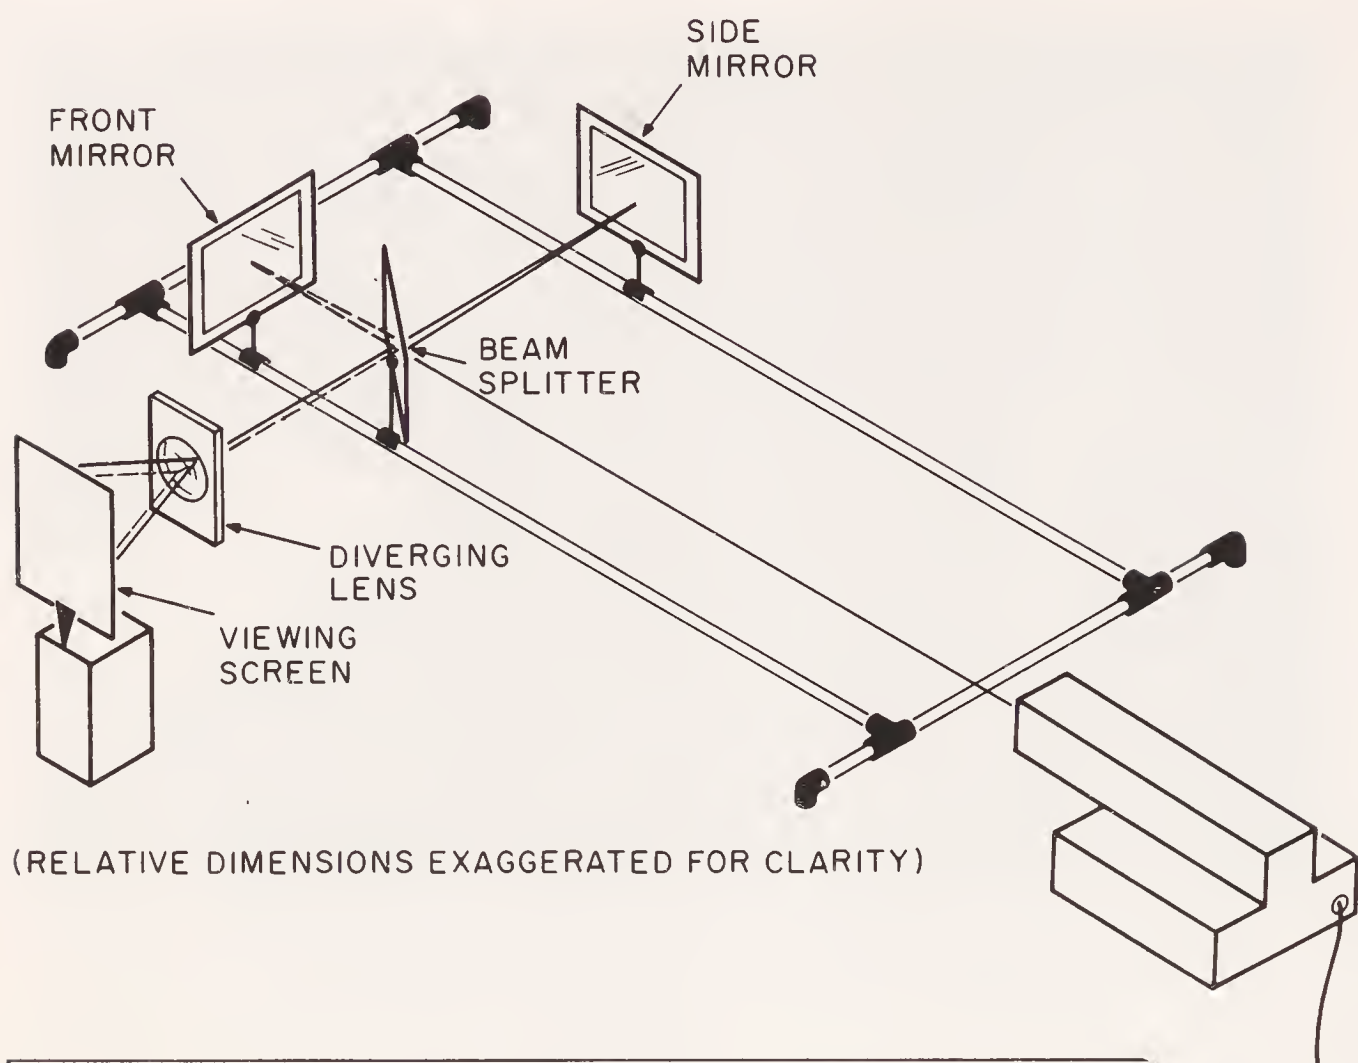 SIDE
MIRROR
FRONT
MIRROR
BEAM
SPLITTER
DIVERGING
LENS
VIEWING
SCREEN
(RELATIVE DIMENSIONS EXAGGERATED FOR CLARITY)